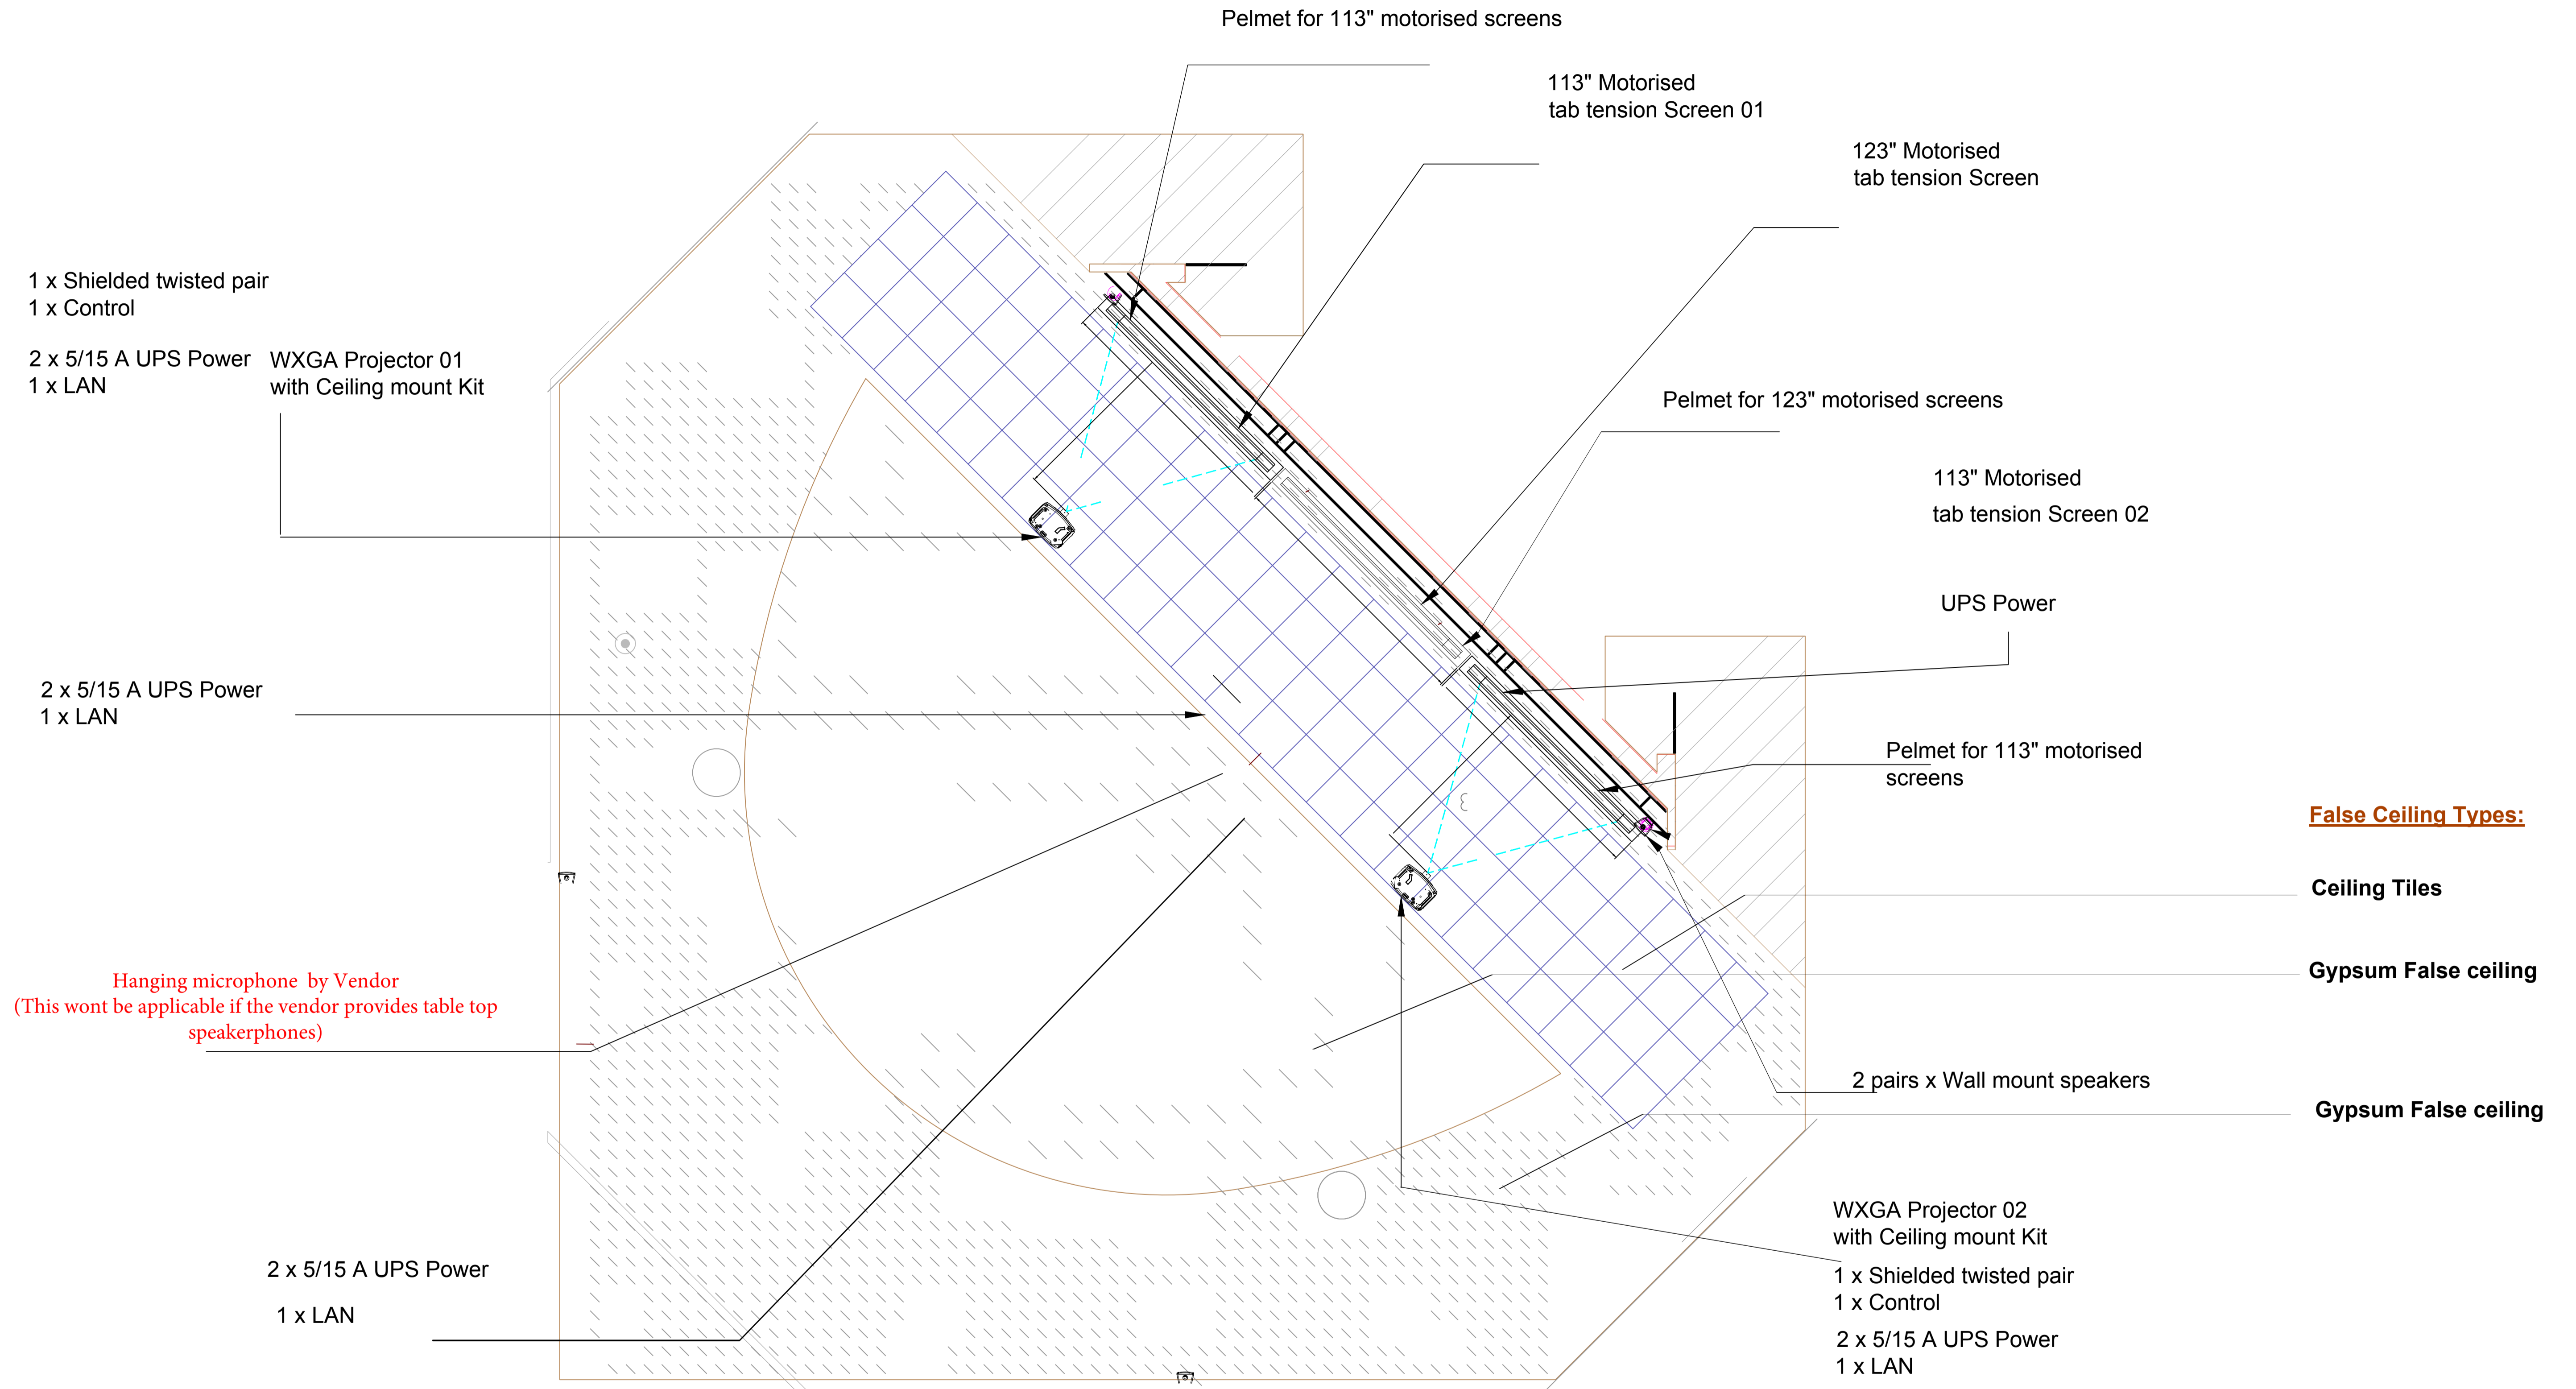 Pelmet for 113" motorised screens
113" Motorised
tab tension Screen 01
123" Motorised
tab tension Screen
1 x Shielded twisted pair
1 x Control
2 x 5/15 A UPS Power
1 x LAN
WXGA Projector 01
with Ceiling mount Kit
Pelmet for 123" motorised screens
113" Motorised
tab tension Screen 02
UPS Power
2 x 5/15 A UPS Power
1 x LAN
Pelmet for 113" motorised
screens
False Ceiling Types:
Ceiling Tiles
Gypsum False ceiling
Hanging microphone by Vendor
(This wont be applicable if the vendor provides table top
speakerphones)
2 pairs x Wall mount speakers
Gypsum False ceiling
WXGA Projector 02
with Ceiling mount Kit
1 x Shielded twisted pair
1 x Control
2 x 5/15 A UPS Power
1 x LAN
2 x 5/15 A UPS Power
1 x LAN